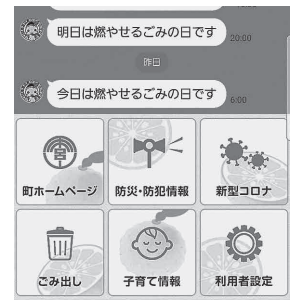 明日は燃やせるごみの日です
20:00
昨日
今日は燃やせるごみの日です
6:00
町ホームページ
防災・防犯情報
新型コロナ
ごみ出し
子育て情報
利用者設定